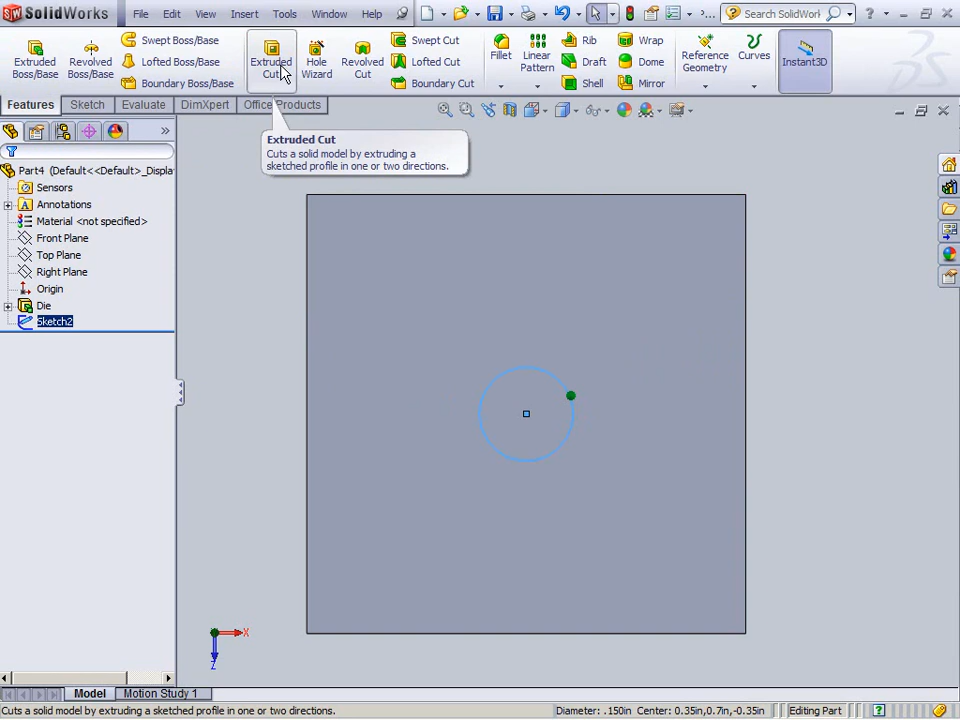 SW SolidWorks File Edit View Insert Tools Window Help ... Search SolidWork ?
Extruded Boss/Base
Revolved Boss/Base
Swept Boss/Base
Lofted Boss/Base
Boundary Boss/Base
Extruded Cut
Hole Wizard
Revolved Cut
Swept Cut
Lofted Cut
Boundary Cut
Fillet
Linear Pattern
Rib
Draft
Shell
Wrap
Dome
Mirror
Reference Geometry
Curves
Instant3D
Features Sketch Evaluate DimXpert Office Products
Extruded Cut
Cuts a solid model by extruding a
sketched profile in one or two directions.
Part4 (Default<<Default>_Displa
Sensors
A Annotations
Material <not specified>
Front Plane
Top Plane
Right Plane
Origin
Die
Sketch2
X
Z
Model Motion Study 1
Cuts a solid model by extruding a sketched profile in one or two directions. Diameter: .150in Center: 0.35in,0.7in,-0.35in Editing Part ?